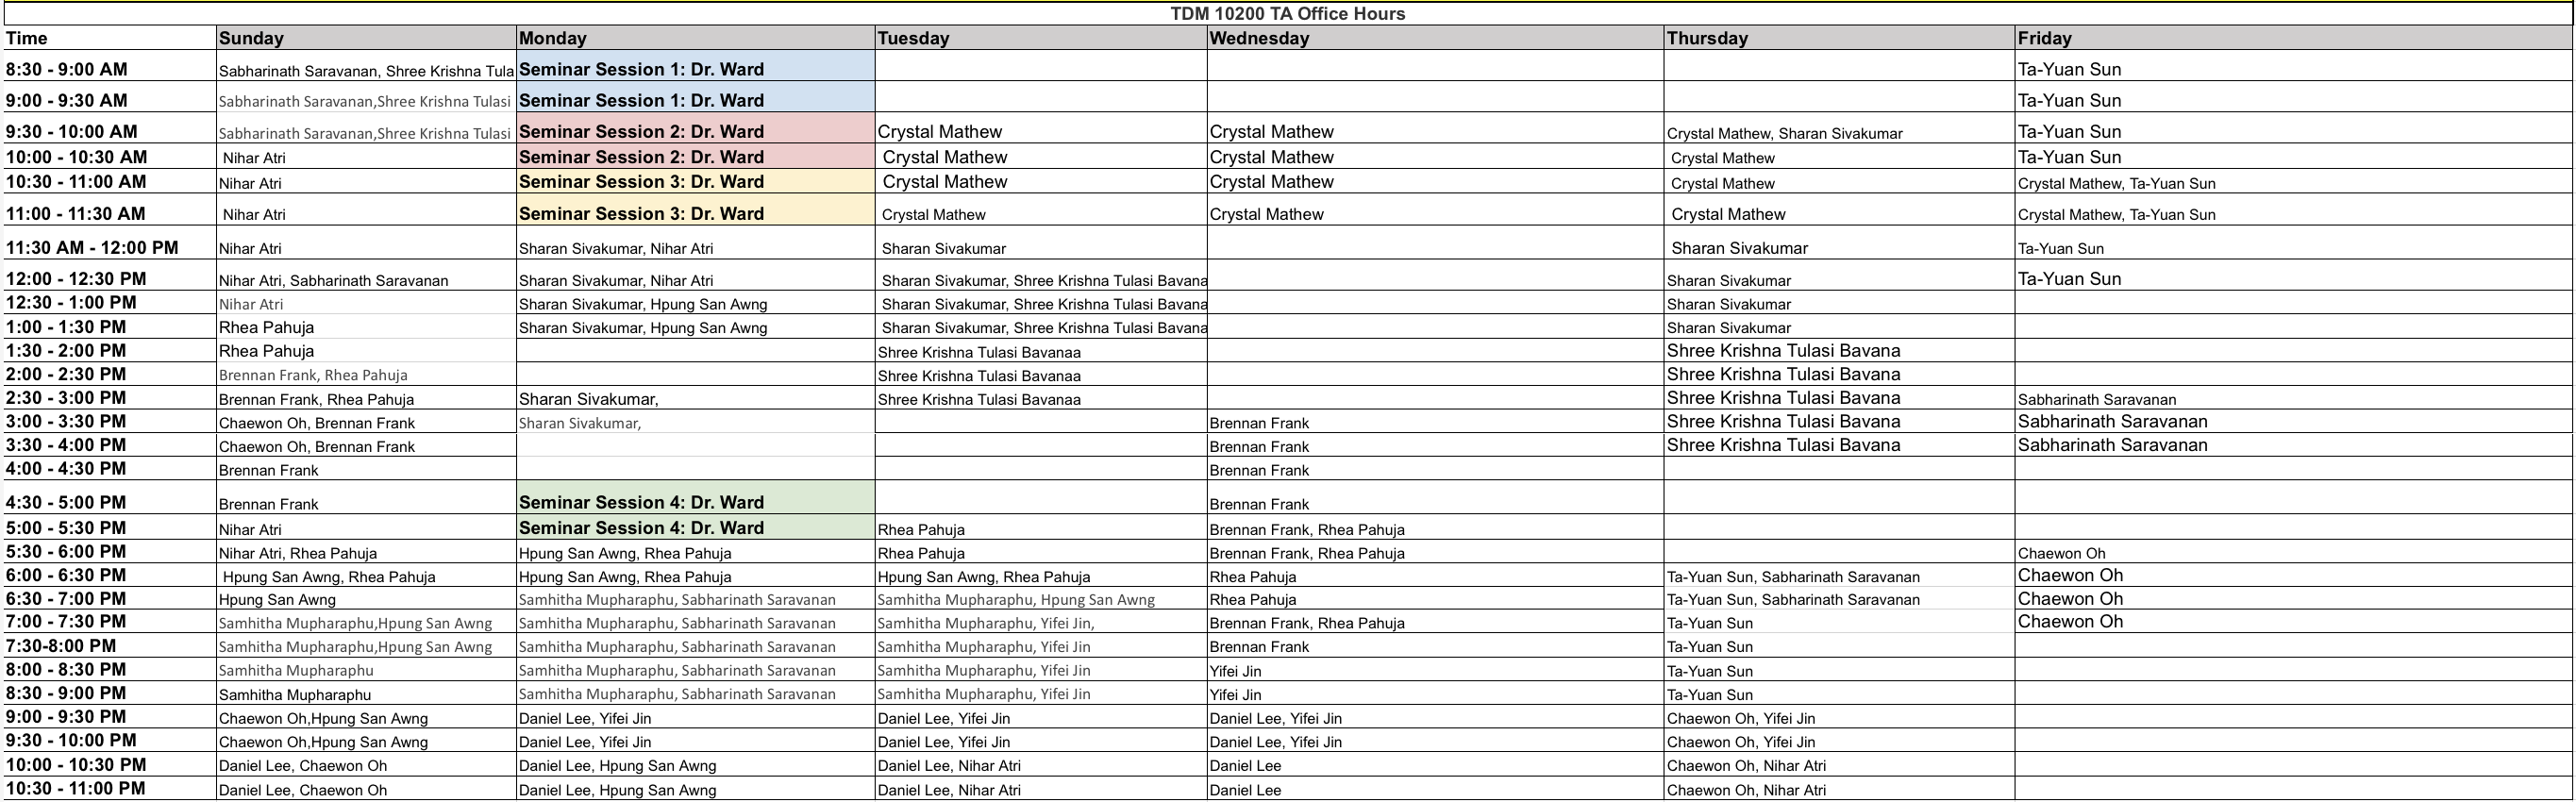 TDM 10200 TA Office Hours
Time Sunday Monday Tuesday Wednesday Thursday Friday
8:30 - 9:00 AM Sabharinath Saravanan, Shree Krishna Tula Seminar Session 1: Dr. Ward Ta-Yuan Sun
9:00 - 9:30 AM Sabharinath Saravanan,Shree Krishna Tulasi Seminar Session 1: Dr. Ward Ta-Yuan Sun
9:30 - 10:00 AM Sabharinath Saravanan,Shree Krishna Tulasi Seminar Session 2: Dr. Ward Crystal Mathew Crystal Mathew Crystal Mathew, Sharan Sivakumar Ta-Yuan Sun
10:00 - 10:30 AM Nihar Atri Seminar Session 2: Dr. Ward Crystal Mathew Crystal Mathew Crystal Mathew Ta-Yuan Sun
10:30 - 11:00 AM Nihar Atri Seminar Session 3: Dr. Ward Crystal Mathew Crystal Mathew Crystal Mathew Crystal Mathew, Ta-Yuan Sun
11:00 - 11:30 AM Nihar Atri Seminar Session 3: Dr. Ward Crystal Mathew Crystal Mathew Crystal Mathew Crystal Mathew, Ta-Yuan Sun
11:30 AM - 12:00 PM Nihar Atri Sharan Sivakumar, Nihar Atri Sharan Sivakumar Sharan Sivakumar Ta-Yuan Sun
12:00 - 12:30 PM Nihar Atri, Sabharinath Saravanan Sharan Sivakumar, Nihar Atri Sharan Sivakumar, Shree Krishna Tulasi Bavana Sharan Sivakumar Ta-Yuan Sun
12:30 - 1:00 PM Nihar Atri Sharan Sivakumar, Hpung San Awng Sharan Sivakumar, Shree Krishna Tulasi Bavana Sharan Sivakumar
1:00 - 1:30 PM Rhea Pahuja Sharan Sivakumar, Hpung San Awng Sharan Sivakumar, Shree Krishna Tulasi Bavana Sharan Sivakumar
1:30 - 2:00 PM Rhea Pahuja Shree Krishna Tulasi Bavanaa Shree Krishna Tulasi Bavana
2:00 - 2:30 PM Brennan Frank, Rhea Pahuja Shree Krishna Tulasi Bavanaa Shree Krishna Tulasi Bavana
2:30 - 3:00 PM Brennan Frank, Rhea Pahuja Sharan Sivakumar, Shree Krishna Tulasi Bavanaa Shree Krishna Tulasi Bavana Sabharinath Saravanan
3:00 - 3:30 PM Chaewon Oh, Brennan Frank Sharan Sivakumar, Brennan Frank Shree Krishna Tulasi Bavana Sabharinath Saravanan
3:30 - 4:00 PM Chaewon Oh, Brennan Frank Brennan Frank Shree Krishna Tulasi Bavana Sabharinath Saravanan
4:00 - 4:30 PM Brennan Frank Brennan Frank
4:30 - 5:00 PM Brennan Frank Seminar Session 4: Dr. Ward Brennan Frank
5:00 - 5:30 PM Nihar Atri Seminar Session 4: Dr. Ward Rhea Pahuja Brennan Frank, Rhea Pahuja
5:30 - 6:00 PM Nihar Atri, Rhea Pahuja Hpung San Awng, Rhea Pahuja Rhea Pahuja Brennan Frank, Rhea Pahuja Chaewon Oh
6:00 - 6:30 PM Hpung San Awng, Rhea Pahuja Hpung San Awng, Rhea Pahuja Hpung San Awng, Rhea Pahuja Rhea Pahuja Ta-Yuan Sun, Sabharinath Saravanan Chaewon Oh
6:30 - 7:00 PM Hpung San Awng Samhitha Mupharaphu, Sabharinath Saravanan Samhitha Mupharaphu, Hpung San Awng Rhea Pahuja Ta-Yuan Sun, Sabharinath Saravanan Chaewon Oh
7:00 - 7:30 PM Samhitha Mupharaphu,Hpung San Awng Samhitha Mupharaphu, Sabharinath Saravanan Samhitha Mupharaphu, Yifei Jin, Brennan Frank, Rhea Pahuja Ta-Yuan Sun Chaewon Oh
7:30-8:00 PM Samhitha Mupharaphu,Hpung San Awng Samhitha Mupharaphu, Sabharinath Saravanan Samhitha Mupharaphu, Yifei Jin Brennan Frank Ta-Yuan Sun
8:00 - 8:30 PM Samhitha Mupharaphu Samhitha Mupharaphu, Sabharinath Saravanan Samhitha Mupharaphu, Yifei Jin Yifei Jin Ta-Yuan Sun
8:30 - 9:00 PM Samhitha Mupharaphu Samhitha Mupharaphu, Sabharinath Saravanan Samhitha Mupharaphu, Yifei Jin Yifei Jin Ta-Yuan Sun
9:00 - 9:30 PM Chaewon Oh,Hpung San Awng Daniel Lee, Yifei Jin Daniel Lee, Yifei Jin Daniel Lee, Yifei Jin Chaewon Oh, Yifei Jin
9:30 - 10:00 PM Chaewon Oh,Hpung San Awng Daniel Lee, Yifei Jin Daniel Lee, Yifei Jin Daniel Lee, Yifei Jin Chaewon Oh, Yifei Jin
10:00 - 10:30 PM Daniel Lee, Chaewon Oh Daniel Lee, Hpung San Awng Daniel Lee, Nihar Atri Daniel Lee Chaewon Oh, Nihar Atri
10:30 - 11:00 PM Daniel Lee, Chaewon Oh Daniel Lee, Hpung San Awng Daniel Lee, Nihar Atri Daniel Lee Chaewon Oh, Nihar Atri